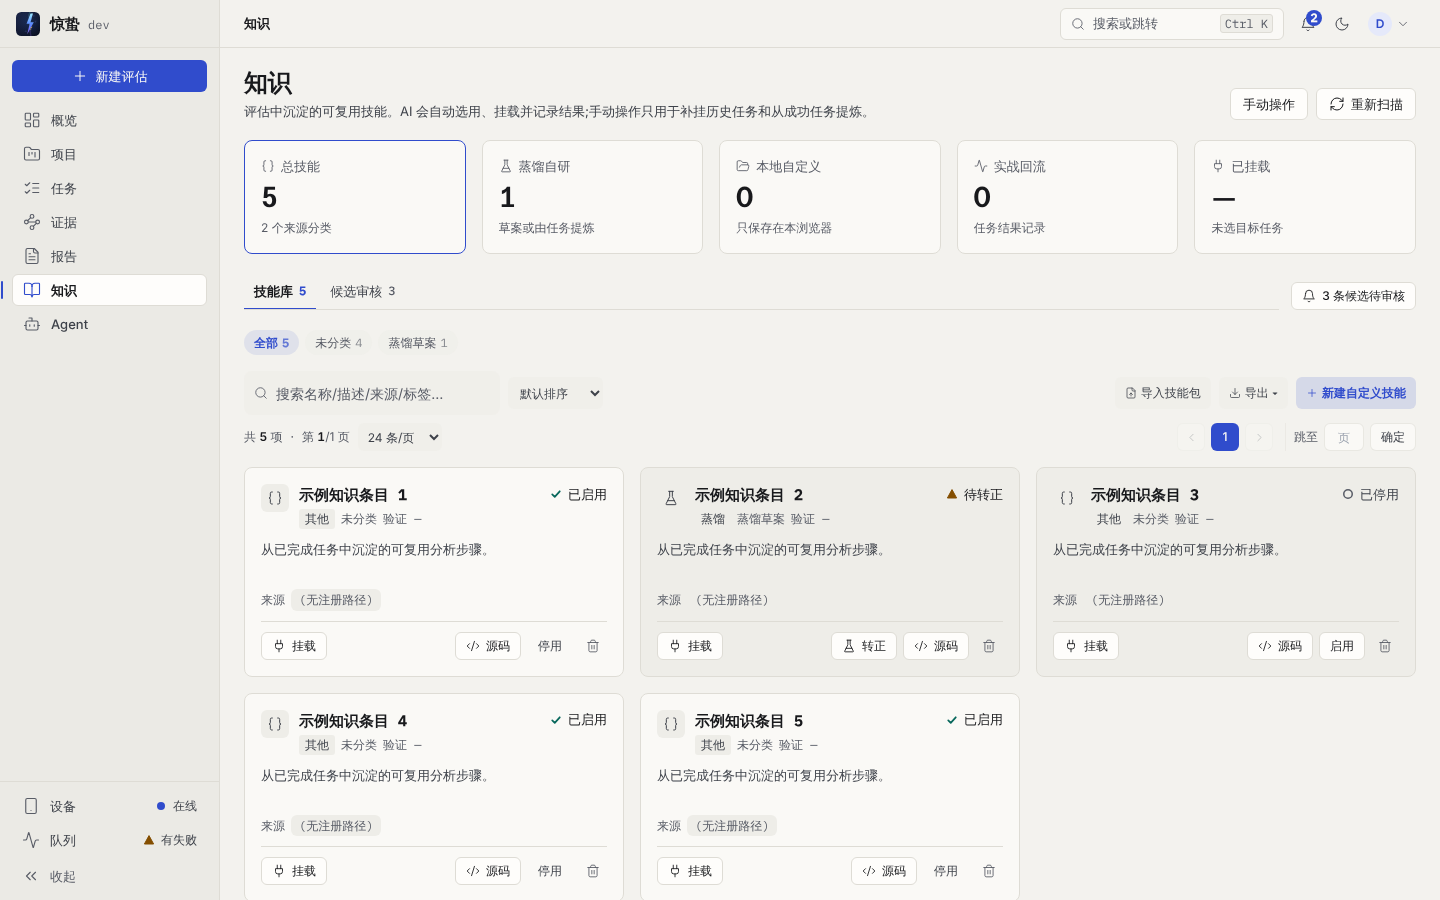 惊蛰 dev
知识
搜索或跳转 Ctrl K
2
D
新建评估
概览
项目
任务
证据
报告
知识
Agent
设备 在线
队列 有失败
收起
知识
评估中沉淀的可复用技能。AI 会自动选用、挂载并记录结果;手动操作只用于补挂历史任务和从成功任务提炼。
手动操作
重新扫描
总技能
5
2 个来源分类
蒸馏自研
1
草案或由任务提炼
本地自定义
0
只保存在本浏览器
实战回流
0
任务结果记录
已挂载
—
未选目标任务
技能库 5
候选审核 3
3 条候选待审核
全部 5
未分类 4
蒸馏草案 1
搜索名称/描述/来源/标签...
默认排序
导入技能包
导出
新建自定义技能
共 5 项 · 第 1/1 页
24 条/页
1
跳至 页 确定
示例知识条目 1
已启用
其他 未分类 验证 —
从已完成任务中沉淀的可复用分析步骤。
来源 (无注册路径)
挂载 源码 停用
示例知识条目 2
待转正
蒸馏 蒸馏草案 验证 —
从已完成任务中沉淀的可复用分析步骤。
来源 (无注册路径)
挂载 转正 源码
示例知识条目 3
已停用
其他 未分类 验证 —
从已完成任务中沉淀的可复用分析步骤。
来源 (无注册路径)
挂载 源码 启用
示例知识条目 4
已启用
其他 未分类 验证 —
从已完成任务中沉淀的可复用分析步骤。
来源 (无注册路径)
挂载 源码 停用
示例知识条目 5
已启用
其他 未分类 验证 —
从已完成任务中沉淀的可复用分析步骤。
来源 (无注册路径)
挂载 源码 停用